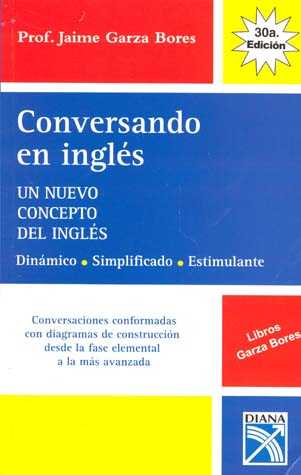 Prof. Jaime Garza Bores
30a.
Edición
Conversando
en inglés
UN NUEVO
CONCEPTO
DEL INGLÉS
Dinámico • Simplificado • Estimulante
Conversaciones conformadas
con diagramas de construcción
desde la fase elemental
a la más avanzada
Libros
Garza Bores
DIANA